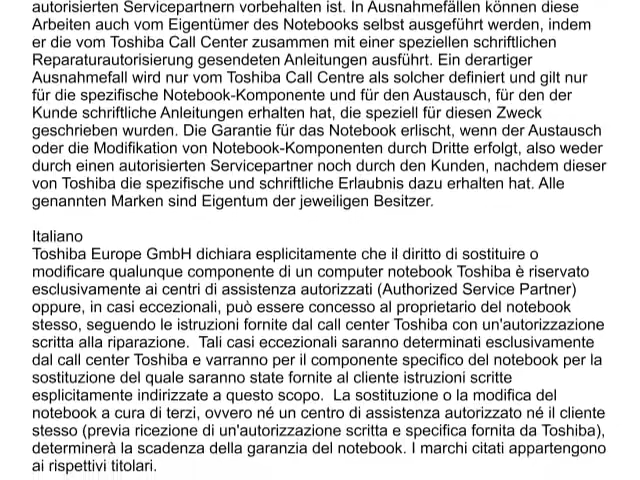 autorisierten Servicepartnern vorbehalten ist. In Ausnahmefällen können diese
Arbeiten auch vom Eigentümer des Notebooks selbst ausgeführt werden, indem
er die vom Toshiba Call Center zusammen mit einer speziellen schriftlichen
Reparaturautorisierung gesendeten Anleitungen ausführt. Ein derartiger
Ausnahmefall wird nur vom Toshiba Call Centre als solcher definiert und gilt nur
für die spezifische Notebook-Komponente und für den Austausch, für den der
Kunde schriftliche Anleitungen erhalten hat, die speziell für diesen Zweck
geschrieben wurden. Die Garantie für das Notebook erlischt, wenn der Austausch
oder die Modifikation von Notebook-Komponenten durch Dritte erfolgt, also weder
durch einen autorisierten Servicepartner noch durch den Kunden, nachdem dieser
von Toshiba die spezifische und schriftliche Erlaubnis dazu erhalten hat. Alle
genannten Marken sind Eigentum der jeweiligen Besitzer.

Italiano
Toshiba Europe GmbH dichiara esplicitamente che il diritto di sostituire o
modificare qualunque componente di un computer notebook Toshiba è riservato
esclusivamente ai centri di assistenza autorizzati (Authorized Service Partner)
oppure, in casi eccezionali, può essere concesso al proprietario del notebook
stesso, seguendo le istruzioni fornite dal call center Toshiba con un'autorizzazione
scritta alla riparazione.  Tali casi eccezionali saranno determinati esclusivamente
dal call center Toshiba e varranno per il componente specifico del notebook per la
sostituzione del quale saranno state fornite al cliente istruzioni scritte
esplicitamente indirizzate a questo scopo.  La sostituzione o la modifica del
notebook a cura di terzi, ovvero né un centro di assistenza autorizzato né il cliente
stesso (previa ricezione di un'autorizzazione scritta e specifica fornita da Toshiba),
determinerà la scadenza della garanzia del notebook. I marchi citati appartengono
ai rispettivi titolari.